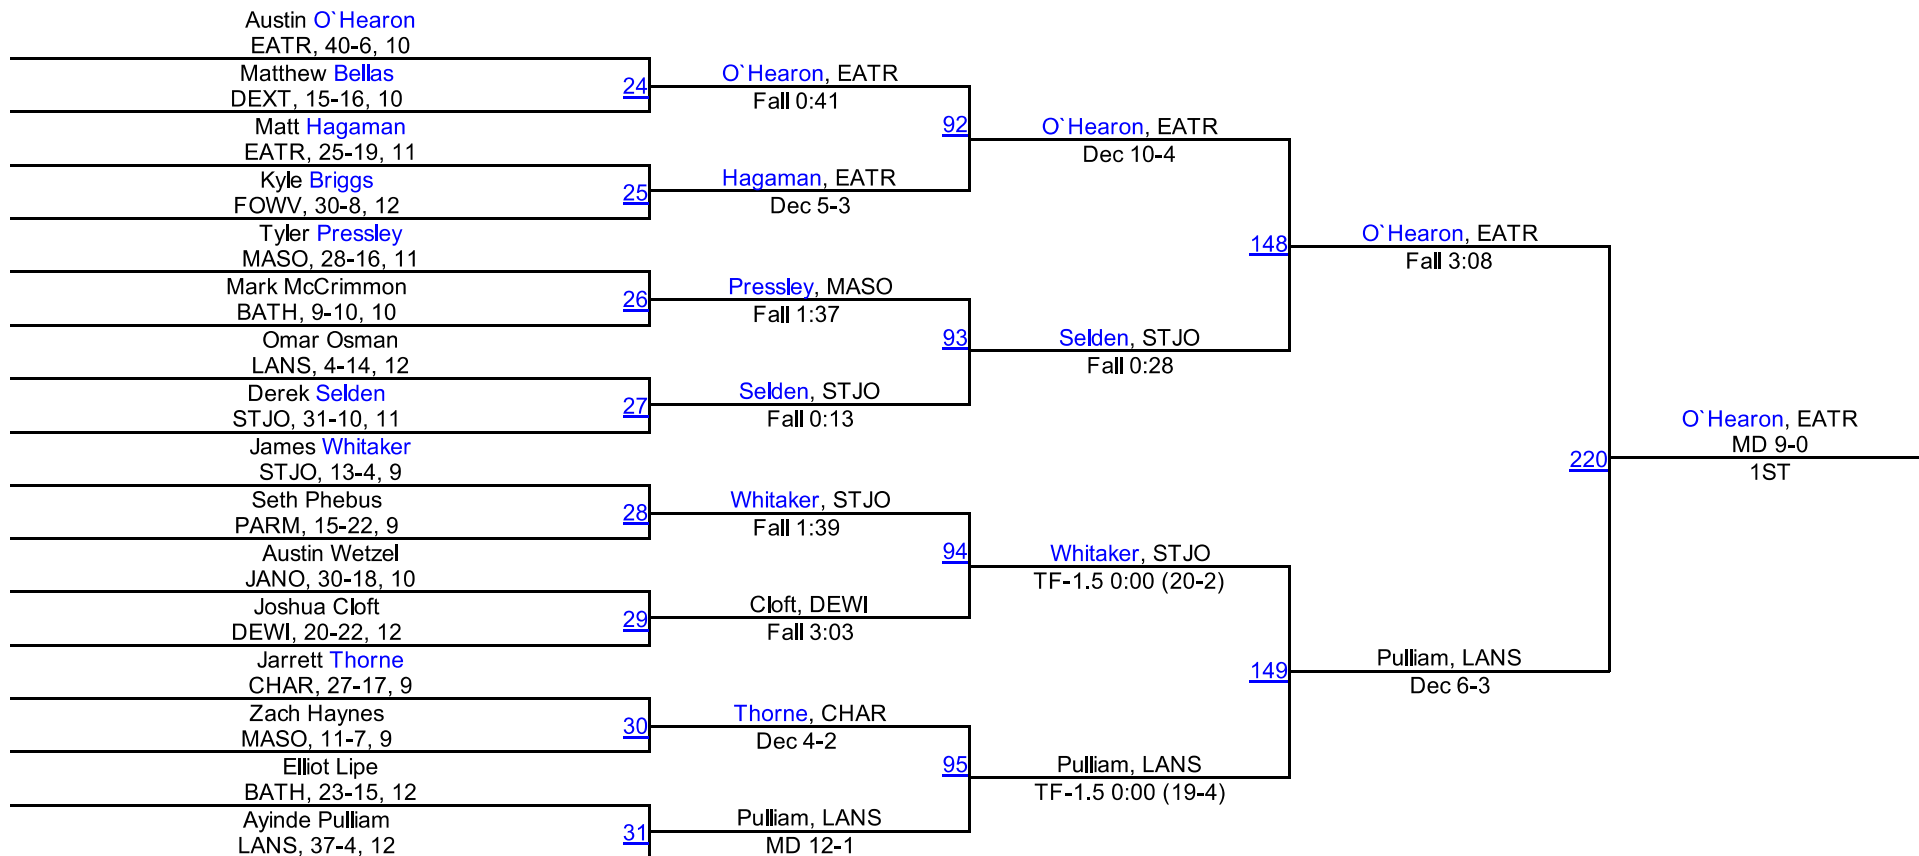 Austin O`Hearon
EATR, 40-6, 10
Matthew Bellas
DEXT, 15-16, 10
Matt Hagaman
EATR, 25-19, 11
Kyle Briggs
FOWV, 30-8, 12
Tyler Pressley
MASO, 28-16, 11
Mark McCrimmon
BATH, 9-10, 10
Omar Osman
LANS, 4-14, 12
Derek Selden
STJO, 31-10, 11
James Whitaker
STJO, 13-4, 9
Seth Phebus
PARM, 15-22, 9
Austin Wetzel
JANO, 30-18, 10
Joshua Cloft
DEWI, 20-22, 12
Jarrett Thorne
CHAR, 27-17, 9
Zach Haynes
MASO, 11-7, 9
Elliot Lipe
BATH, 23-15, 12
Ayinde Pulliam
LANS, 37-4, 12
24
25
26
27
28
29
30
31
O`Hearon, EATR
Fall 0:41
Hagaman, EATR
Dec 5-3
Pressley, MASO
Fall 1:37
Selden, STJO
Fall 0:13
Whitaker, STJO
Fall 1:39
Cloft, DEWI
Fall 3:03
Thorne, CHAR
Dec 4-2
Pulliam, LANS
MD 12-1
92
93
94
95
O`Hearon, EATR
Dec 10-4
Selden, STJO
Fall 0:28
Whitaker, STJO
TF-1.5 0:00 (20-2)
Pulliam, LANS
TF-1.5 0:00 (19-4)
148
149
O`Hearon, EATR
Fall 3:08
Pulliam, LANS
Dec 6-3
220
O`Hearon, EATR
MD 9-0
1ST